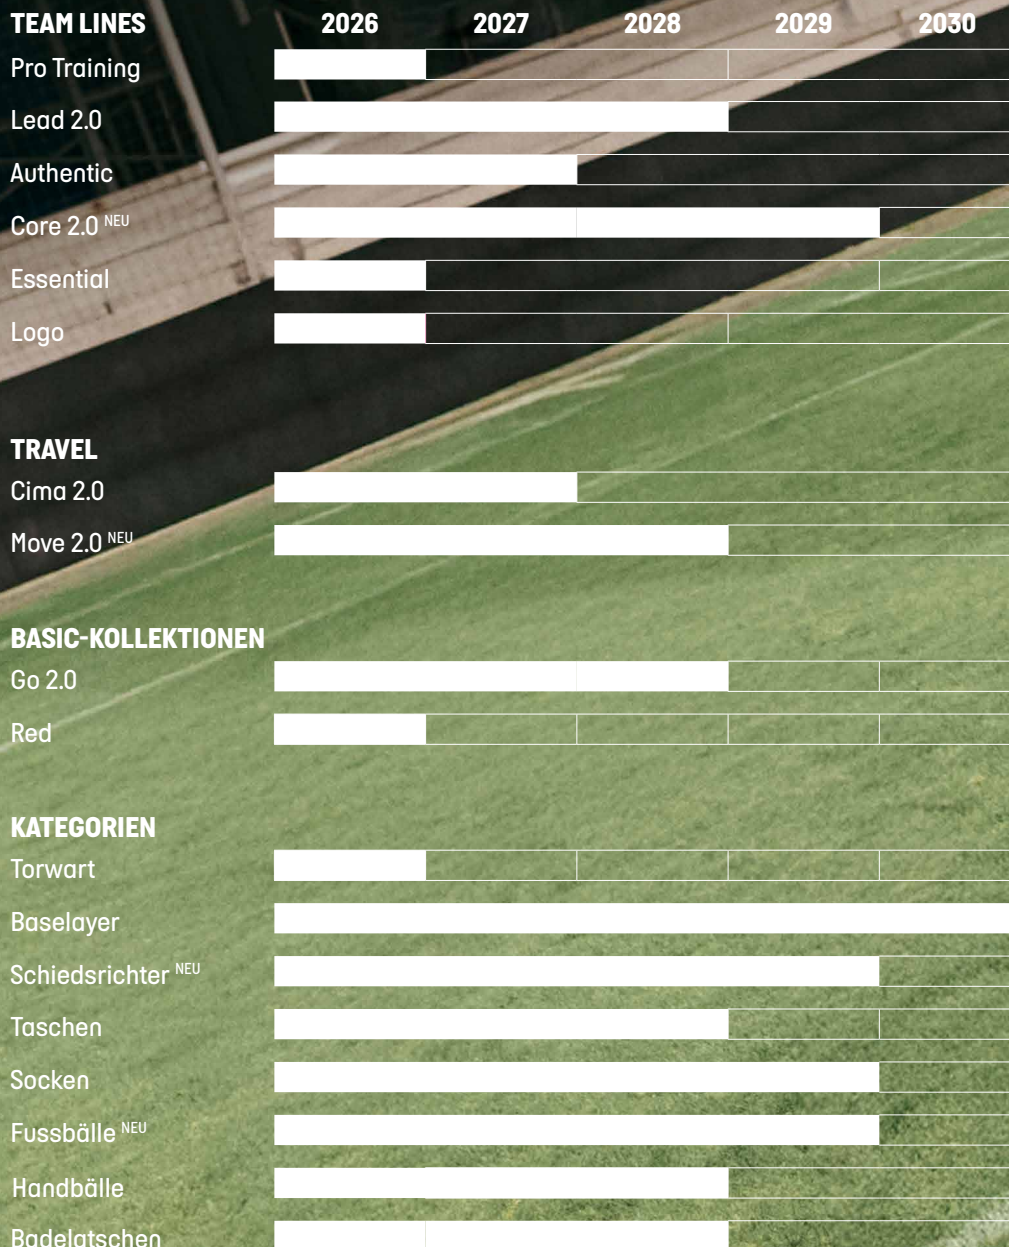 TEAM LINES 2026 2027 2028 2029 2030
Pro Training
Lead 2.0
Authentic
Core 2.0 NEU
Essential
Logo
TRAVEL
Cima 2.0
Move 2.0 NEU
BASIC-KOLLEKTIONEN
Go 2.0
Red
KATEGORIEN
Torwart
Baselayer
Schiedsrichter NEU
Taschen
Socken
Fussbälle NEU
Handbälle
Badelatschen